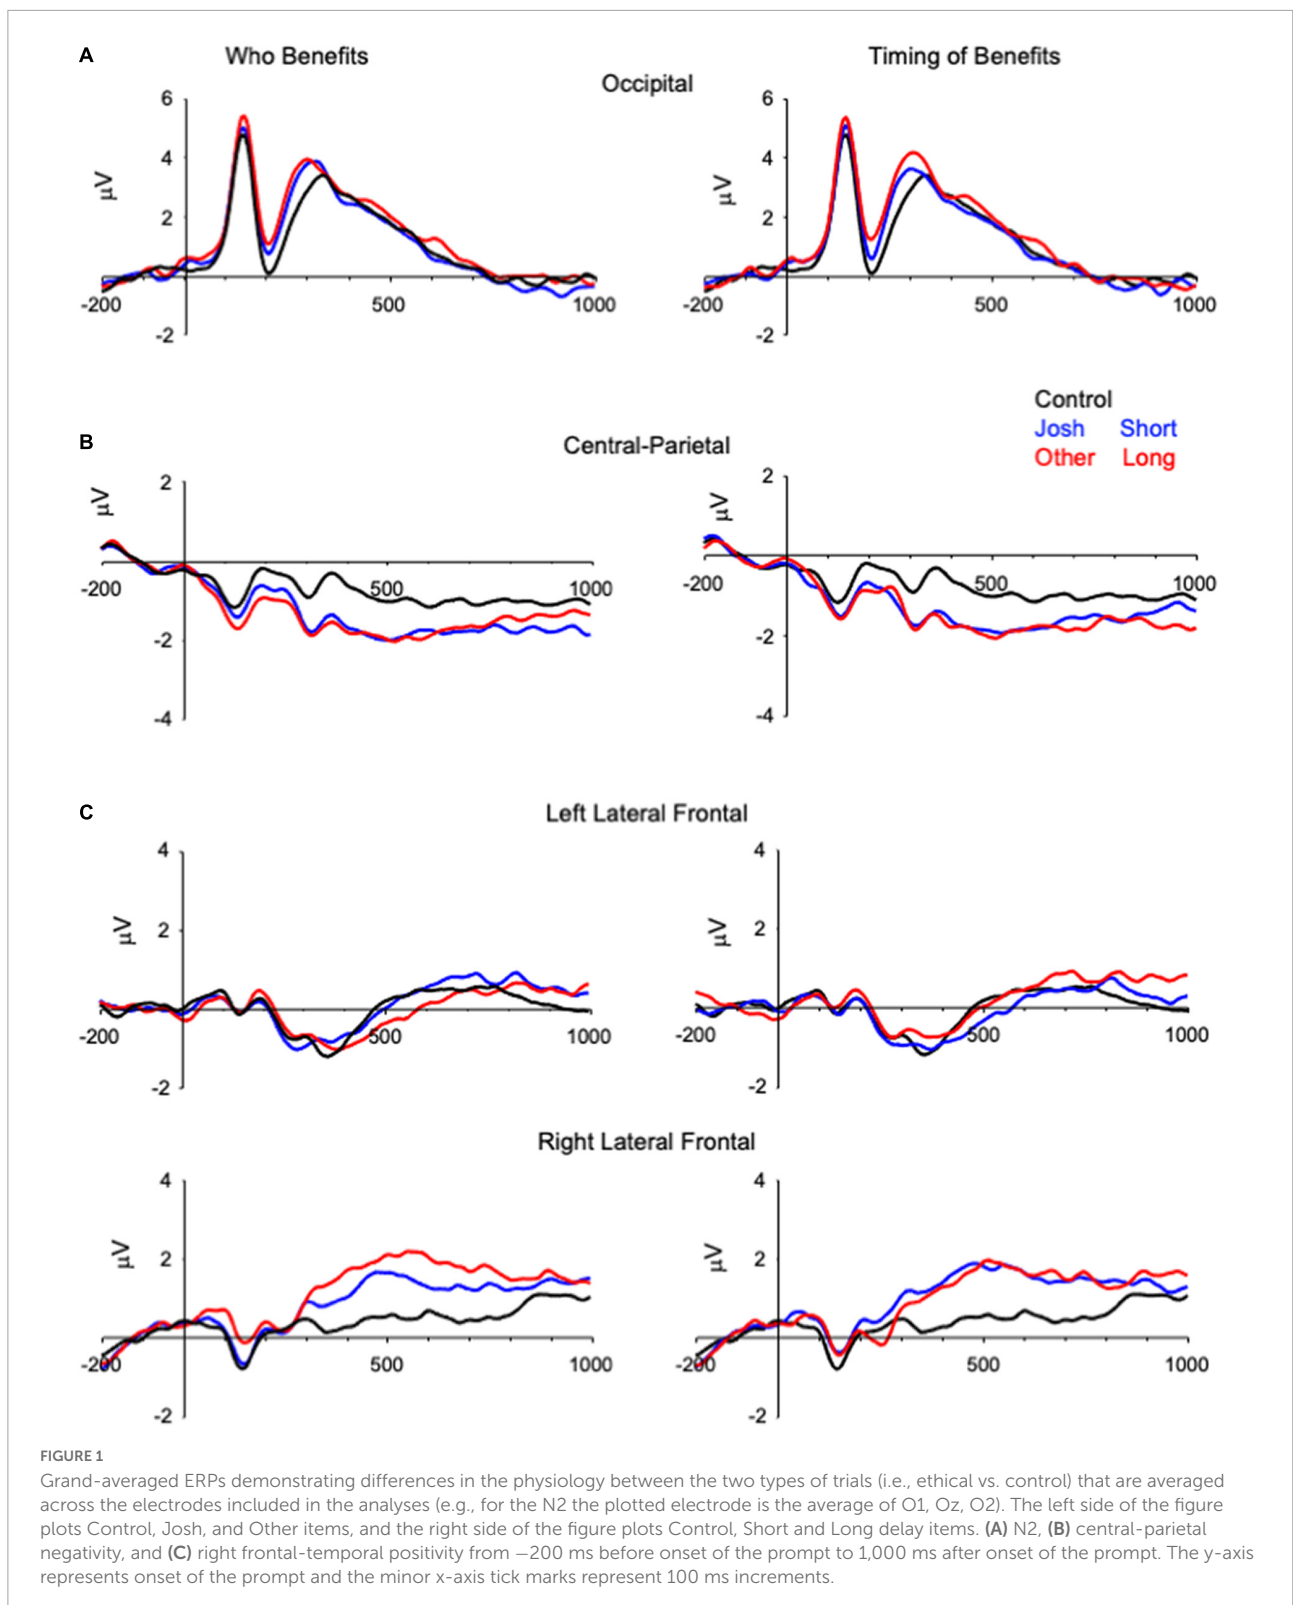 A
Who Benefits
Timing of Benefits
Occipital
6
4
2
-2
μV
-200
500
1000
6
4
2
-2
μV
-200
500
1000
Control
Josh Short
Other Long
B
Central-Parietal
2
-2
-4
μV
-200
500
1000
2
-2
-4
μV
-200
500
1000
C
Left Lateral Frontal
4
2
-2
μV
-200
500
1000
4
2
-2
μV
-200
500
1000
Right Lateral Frontal
4
2
-2
μV
-200
500
1000
4
2
-2
μV
-200
500
1000
FIGURE 1
Grand-averaged ERPs demonstrating differences in the physiology between the two types of trials (i.e., ethical vs. control) that are averaged
across the electrodes included in the analyses (e.g., for the N2 the plotted electrode is the average of O1, Oz, O2). The left side of the figure
plots Control, Josh, and Other items, and the right side of the figure plots Control, Short and Long delay items. (A) N2, (B) central-parietal
negativity, and (C) right frontal-temporal positivity from −200 ms before onset of the prompt to 1,000 ms after onset of the prompt. The y-axis
represents onset of the prompt and the minor x-axis tick marks represent 100 ms increments.